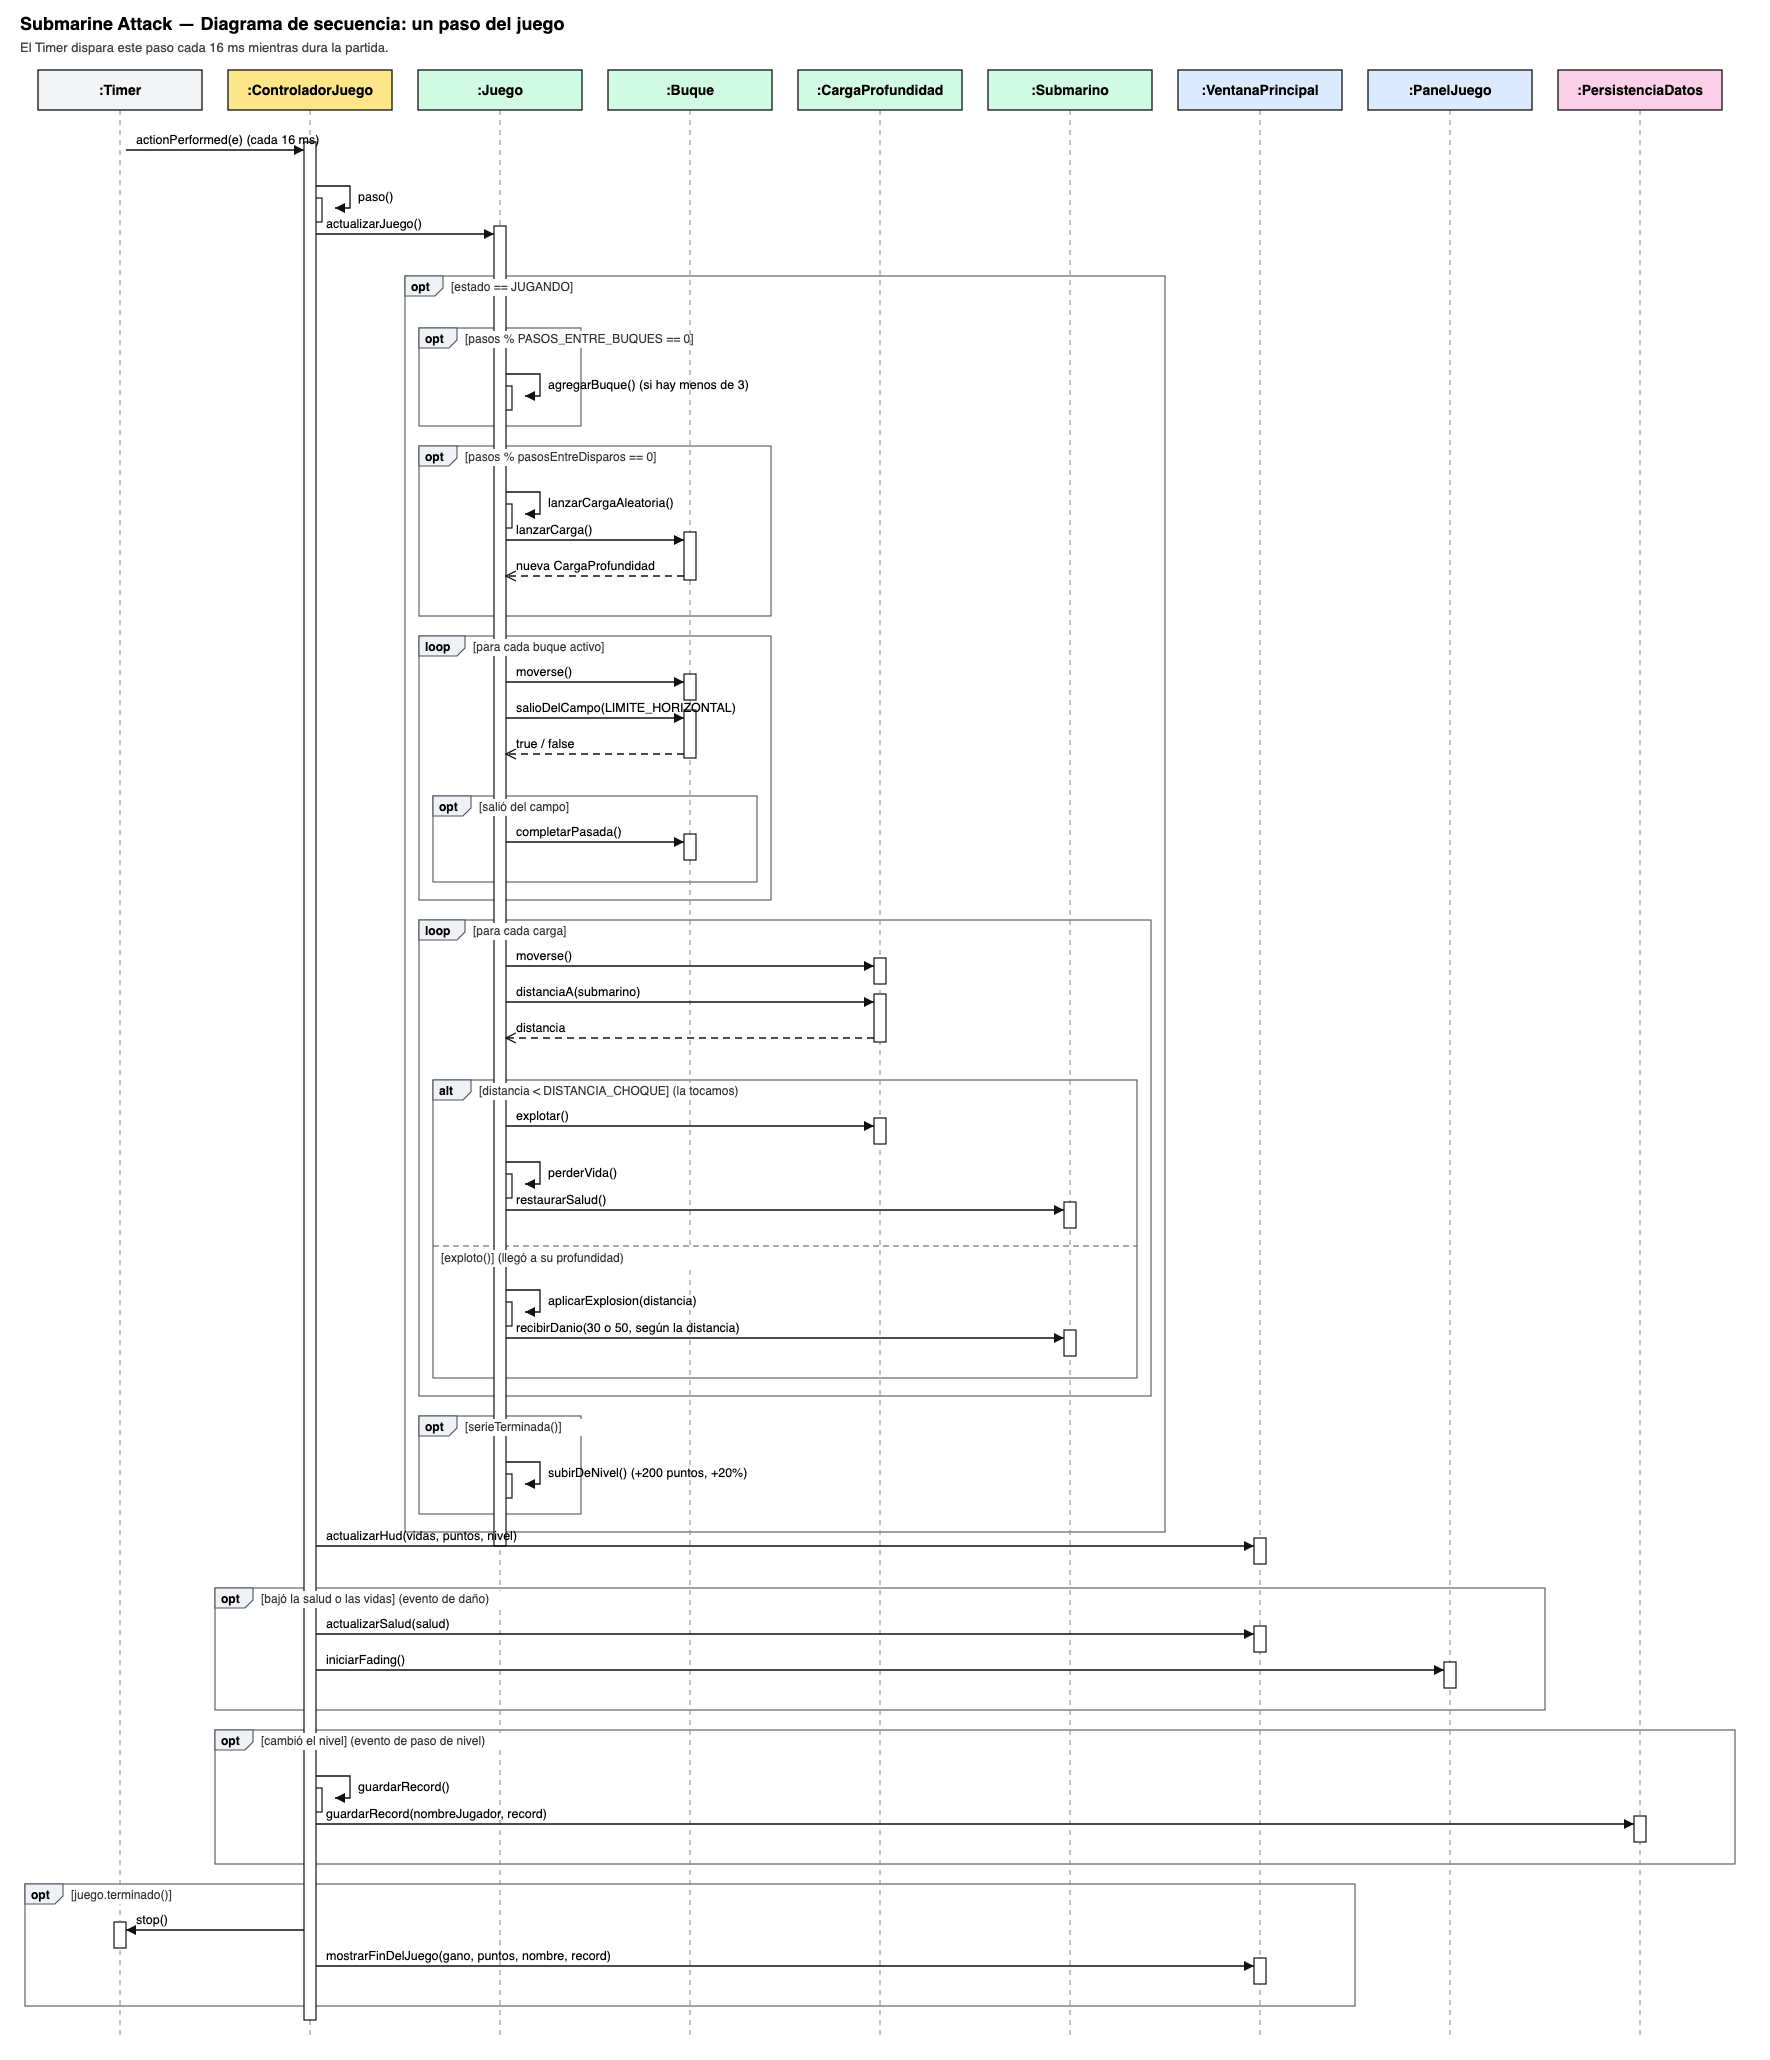 Submarine Attack — Diagrama de secuencia: un paso del juego
El Timer dispara este paso cada 16 ms mientras dura la partida.
:Timer
:ControladorJuego
:Juego
:Buque
:CargaProfundidad
:Submarino
:VentanaPrincipal
:PanelJuego
:PersistenciaDatos
actionPerformed(e) (cada 16 ms)
paso()
actualizarJuego()
opt [estado == JUGANDO]
opt [pasos % PASOS_ENTRE_BUQUES == 0]
agregarBuque() (si hay menos de 3)
opt [pasos % pasosEntreDisparos == 0]
lanzarCargaAleatoria()
lanzarCarga()
nueva CargaProfundidad
loop [para cada buque activo]
moverse()
salioDelCampo(LIMITE_HORIZONTAL)
true / false
opt [salió del campo]
completarPasada()
loop [para cada carga]
moverse()
distanciaA(submarino)
distancia
alt [distancia < DISTANCIA_CHOQUE] (la tocamos)
explotar()
perderVida()
restaurarSalud()
[exploto()] (llegó a su profundidad)
aplicarExplosion(distancia)
recibirDanio(30 o 50, según la distancia)
opt [serieTerminada()]
subirDeNivel() (+200 puntos, +20%)
actualizarHud(vidas, puntos, nivel)
opt [bajó la salud o las vidas] (evento de daño)
actualizarSalud(salud)
iniciarFading()
opt [cambió el nivel] (evento de paso de nivel)
guardarRecord()
guardarRecord(nombreJugador, record)
opt [juego.terminado()]
stop()
mostrarFinDelJuego(gano, puntos, nombre, record)